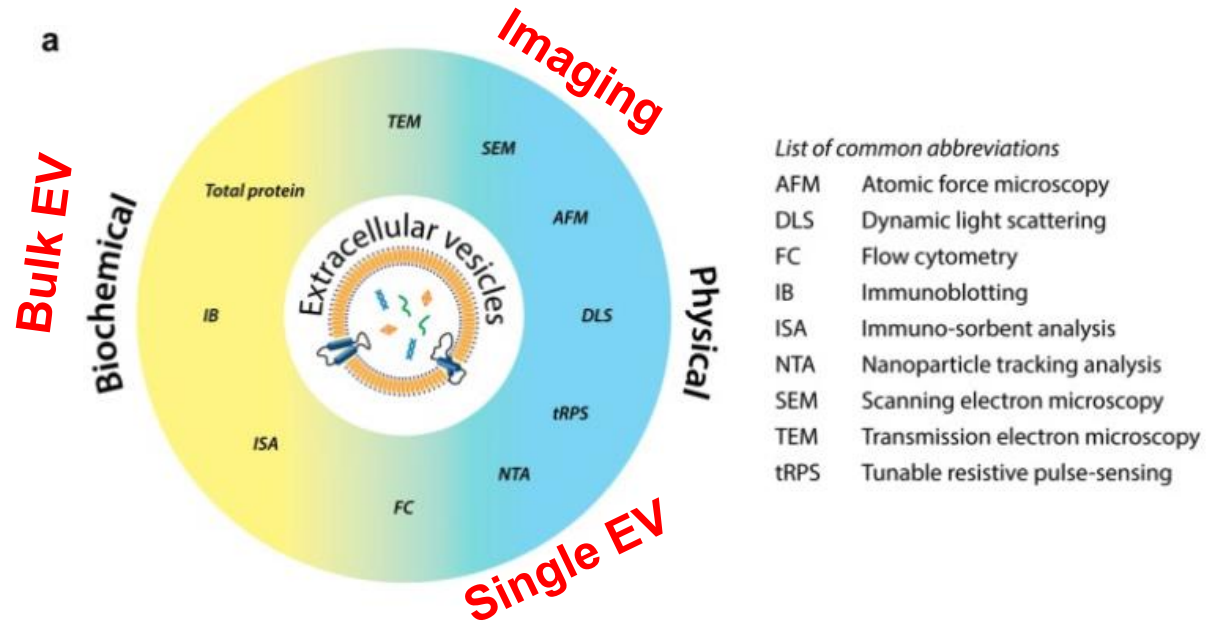 a
Imaging
Bulk EV
Biochemical
Physical
Single EV
TEM
SEM
Total protein
AFM
Extracellular vesicles
IB
DLS
tRPS
ISA
NTA
FC
List of common abbreviations
AFM Atomic force microscopy
DLS Dynamic light scattering
FC Flow cytometry
IB Immunoblotting
ISA Immuno-sorbent analysis
NTA Nanoparticle tracking analysis
SEM Scanning electron microscopy
TEM Transmission electron microscopy
tRPS Tunable resistive pulse-sensing